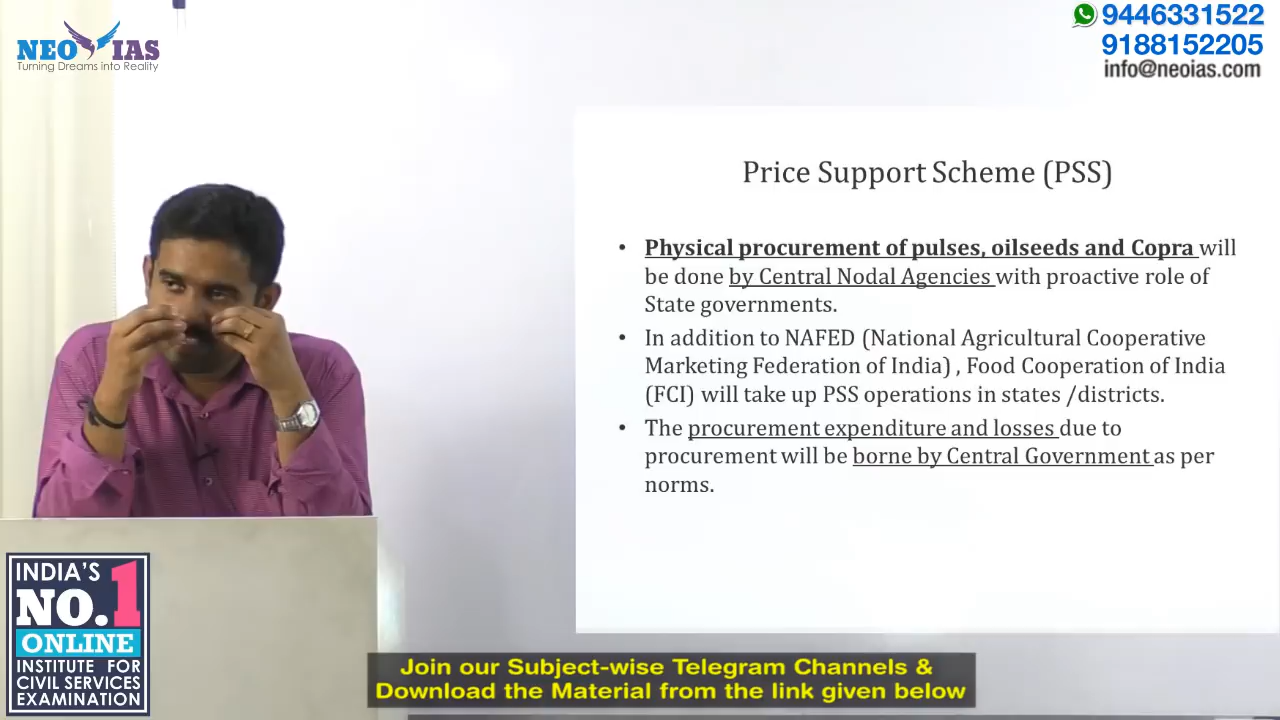 NEO IAS
Turning Dreams into Reality
9446331522
9188152205
info@neoias.com
Price Support Scheme (PSS)
• Physical procurement of pulses, oilseeds and Copra will
be done by Central Nodal Agencies with proactive role of
State governments.
• In addition to NAFED (National Agricultural Cooperative
Marketing Federation of India) , Food Cooperation of India
(FCI) will take up PSS operations in states /districts.
• The procurement expenditure and losses due to
procurement will be borne by Central Government as per
norms.
INDIA'S
NO.1
ONLINE
INSTITUTE FOR
CIVIL SERVICES
EXAMINATION
Join our Subject-wise Telegram Channels &
Download the Material from the link given below